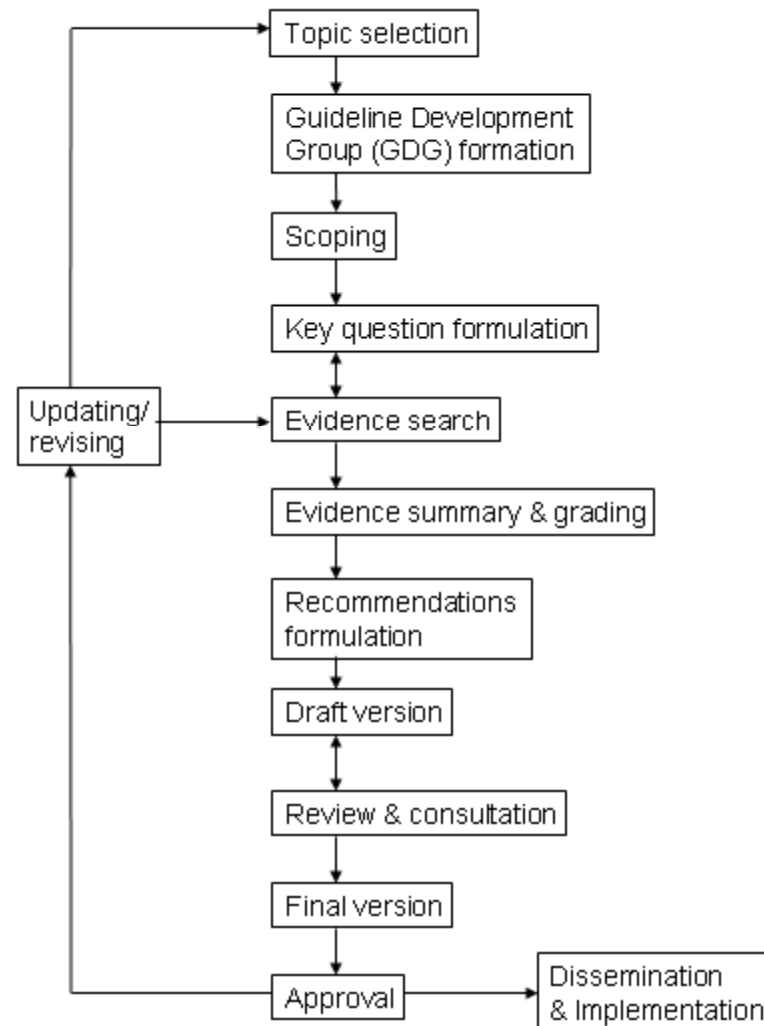 Topic selection
Guideline Development
Group (GDG) formation
Scoping
Key question formulation
Updating/
revising
Evidence search
Evidence summary & grading
Recommendations
formulation
Draft version
Review & consultation
Final version
Approval
Dissemination
& Implementation